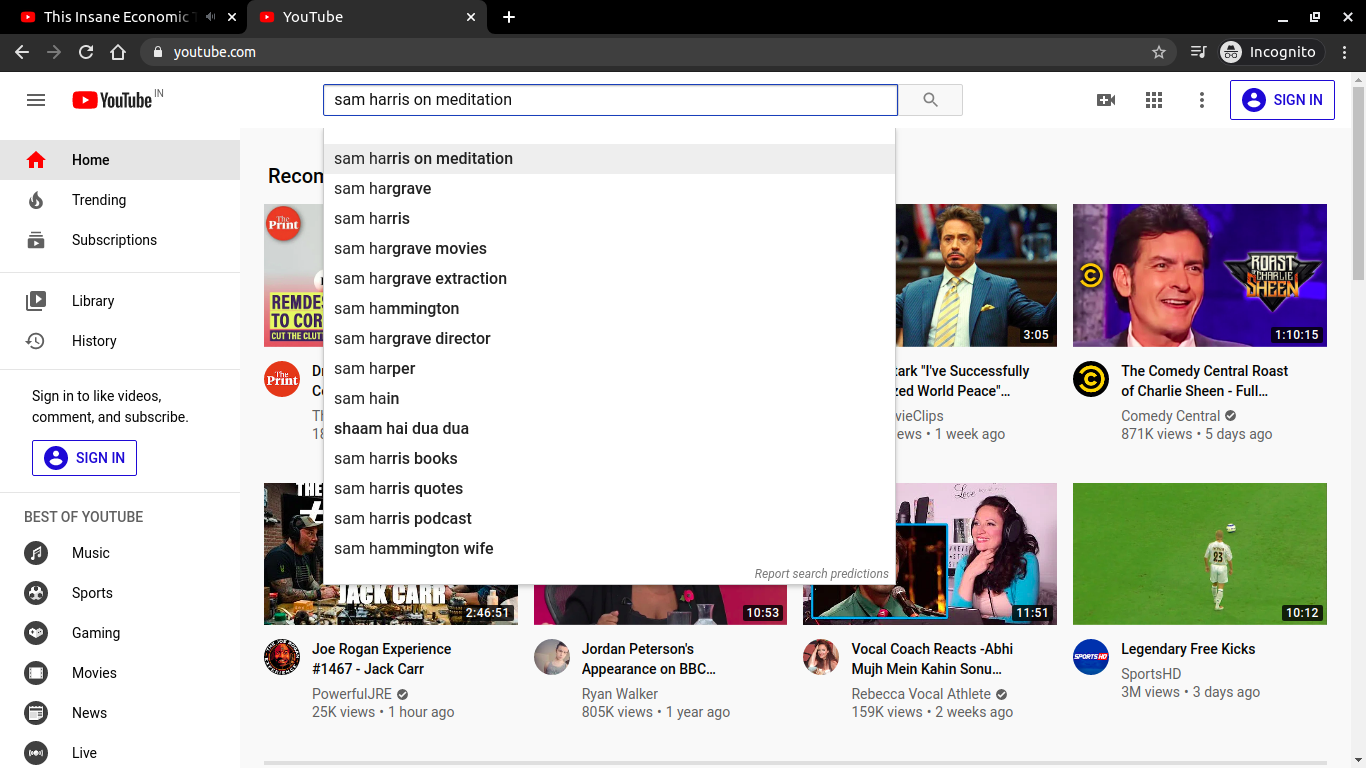 This Insane Economic
YouTube
youtube.com
Incognito
YouTube IN
sam harris on meditation
SIGN IN
Home
Trending
Subscriptions
Library
History
Sign in to like videos,
comment, and subscribe.
SIGN IN
BEST OF YOUTUBE
Music
Sports
Gaming
Movies
News
Live
sam harris on meditation
sam hargrave
sam harris
sam hargrave movies
sam hargrave extraction
sam hammington
sam hargrave director
sam harper
sam hain
shaam hai dua dua
sam harris books
sam harris quotes
sam harris podcast
sam hammington wife
Report search predictions
Recom
The Print
REMDES
TO COR
CUT THE CLUT
The Print
3:05
tark "I've Successfully
zed World Peace"...
vieClips
ews • 1 week ago
ROAST
OF CHARLIE
SHEEN
1:10:15
The Comedy Central Roast
of Charlie Sheen - Full...
Comedy Central
871K views • 5 days ago
THE
JACK CARR
2:46:51
Joe Rogan Experience
#1467 - Jack Carr
PowerfulJRE
25K views • 1 hour ago
10:53
Jordan Peterson's
Appearance on BBC...
Ryan Walker
805K views • 1 year ago
Love
11:51
Vocal Coach Reacts -Abhi
Mujh Mein Kahin Sonu...
Rebecca Vocal Athlete
159K views • 2 weeks ago
23
10:12
SPORTS HD
Legendary Free Kicks
SportsHD
3M views • 3 days ago